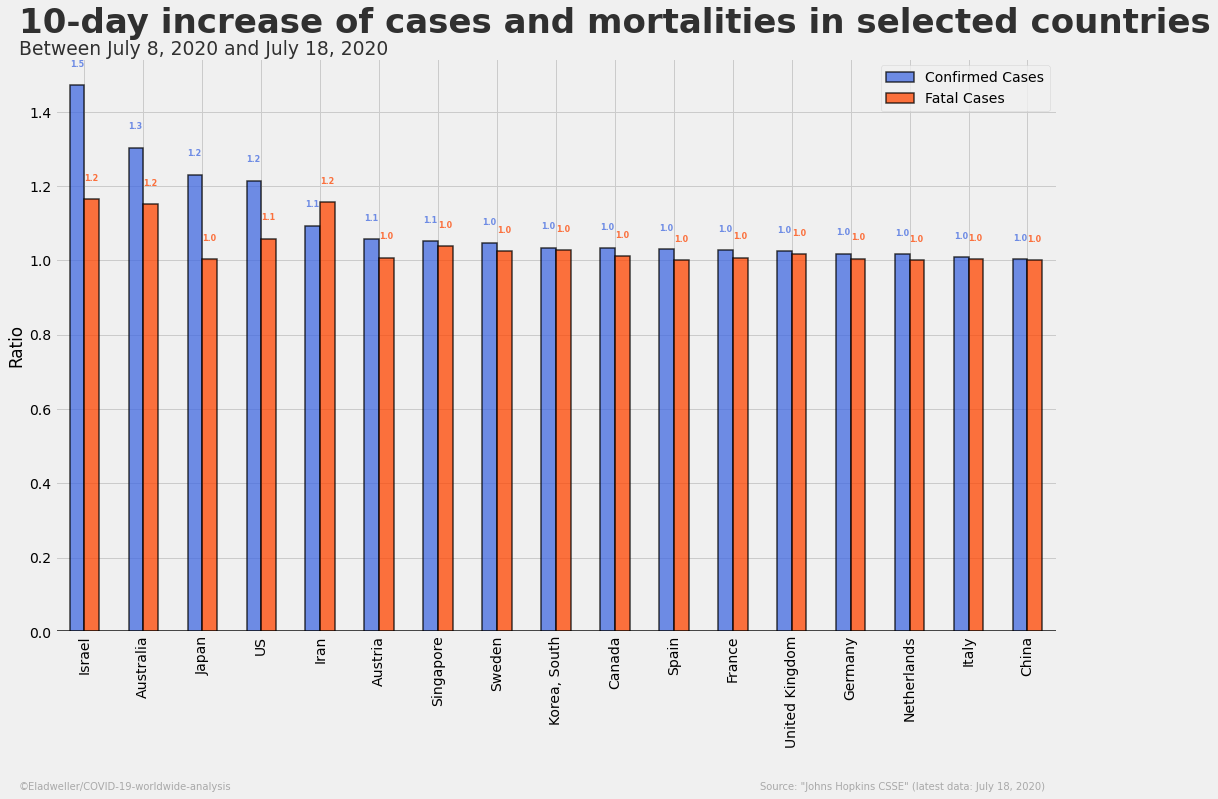 10-day increase of cases and mortalities in selected countries
Between July 8, 2020 and July 18, 2020
Confirmed Cases
Fatal Cases
Ratio
1.4
1.2
1.0
0.8
0.6
0.4
0.2
0.0
1.5 1.2 1.3 1.2 1.2 1.0 1.2 1.1 1.1 1.2 1.1 1.0 1.1 1.0 1.0 1.0 1.0 1.0 1.0 1.0 1.0 1.0 1.0 1.0 1.0 1.0 1.0 1.0 1.0 1.0 1.0 1.0 1.0 1.0
Israel
Australia
Japan
US
Iran
Austria
Singapore
Sweden
Korea, South
Canada
Spain
France
United Kingdom
Germany
Netherlands
Italy
China
©Eladweller/COVID-19-worldwide-analysis
Source: "Johns Hopkins CSSE" (latest data: July 18, 2020)